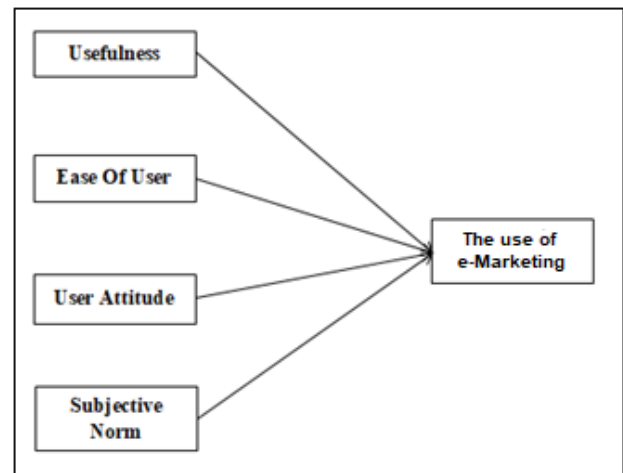 Usefulness
Ease Of User
The use of
e-Marketing
User Attitude
Subjective
Norm